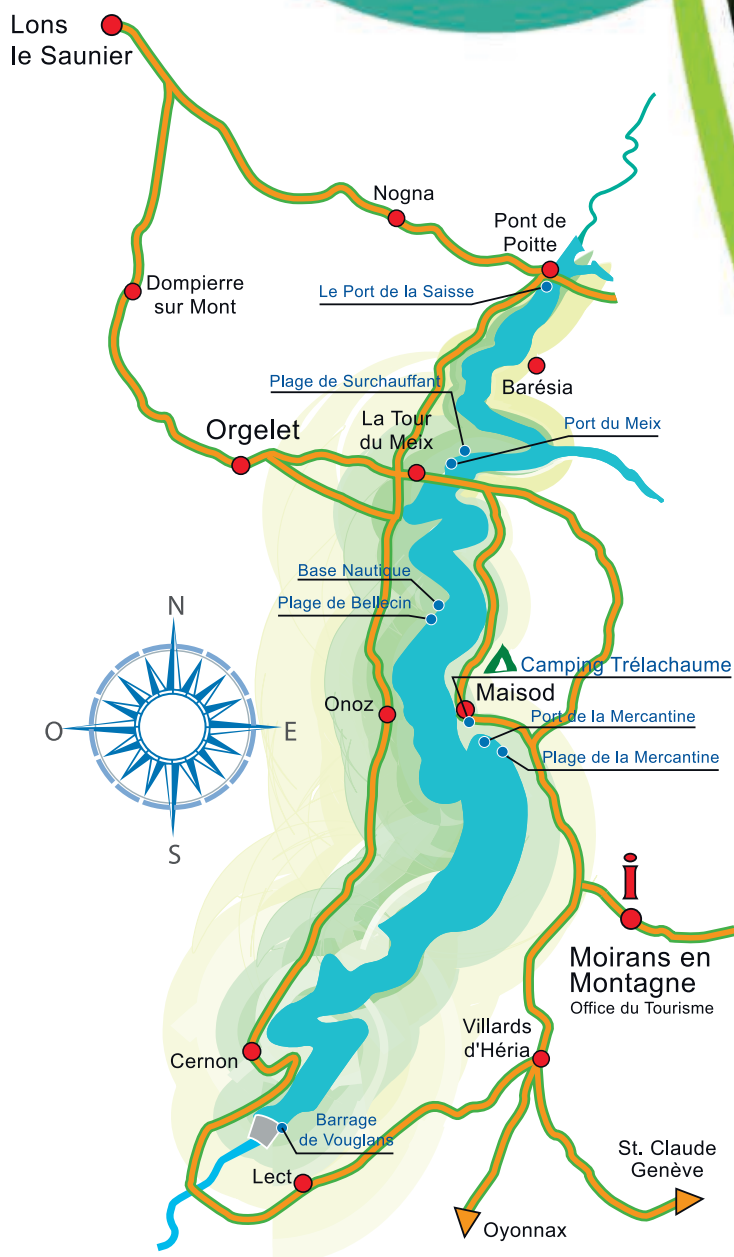 Lons
le Saunier
Nogna
Pont de
Poitte
Dompierre
sur Mont
Le Port de la Saisse
Plage de Surchauffant
Barésia
La Tour
du Meix
Port du Meix
Orgelet
Base Nautique
Plage de Bellecin
N
O
E
S
Camping Trélachaume
Maisod
Onoz
Port de la Mercantine
Plage de la Mercantine
i
Moirans en
Montagne
Office du Tourisme
Villards
d'Héria
Cernon
Barrage
de Vouglans
Lect
St. Claude
Genève
Oyonnax